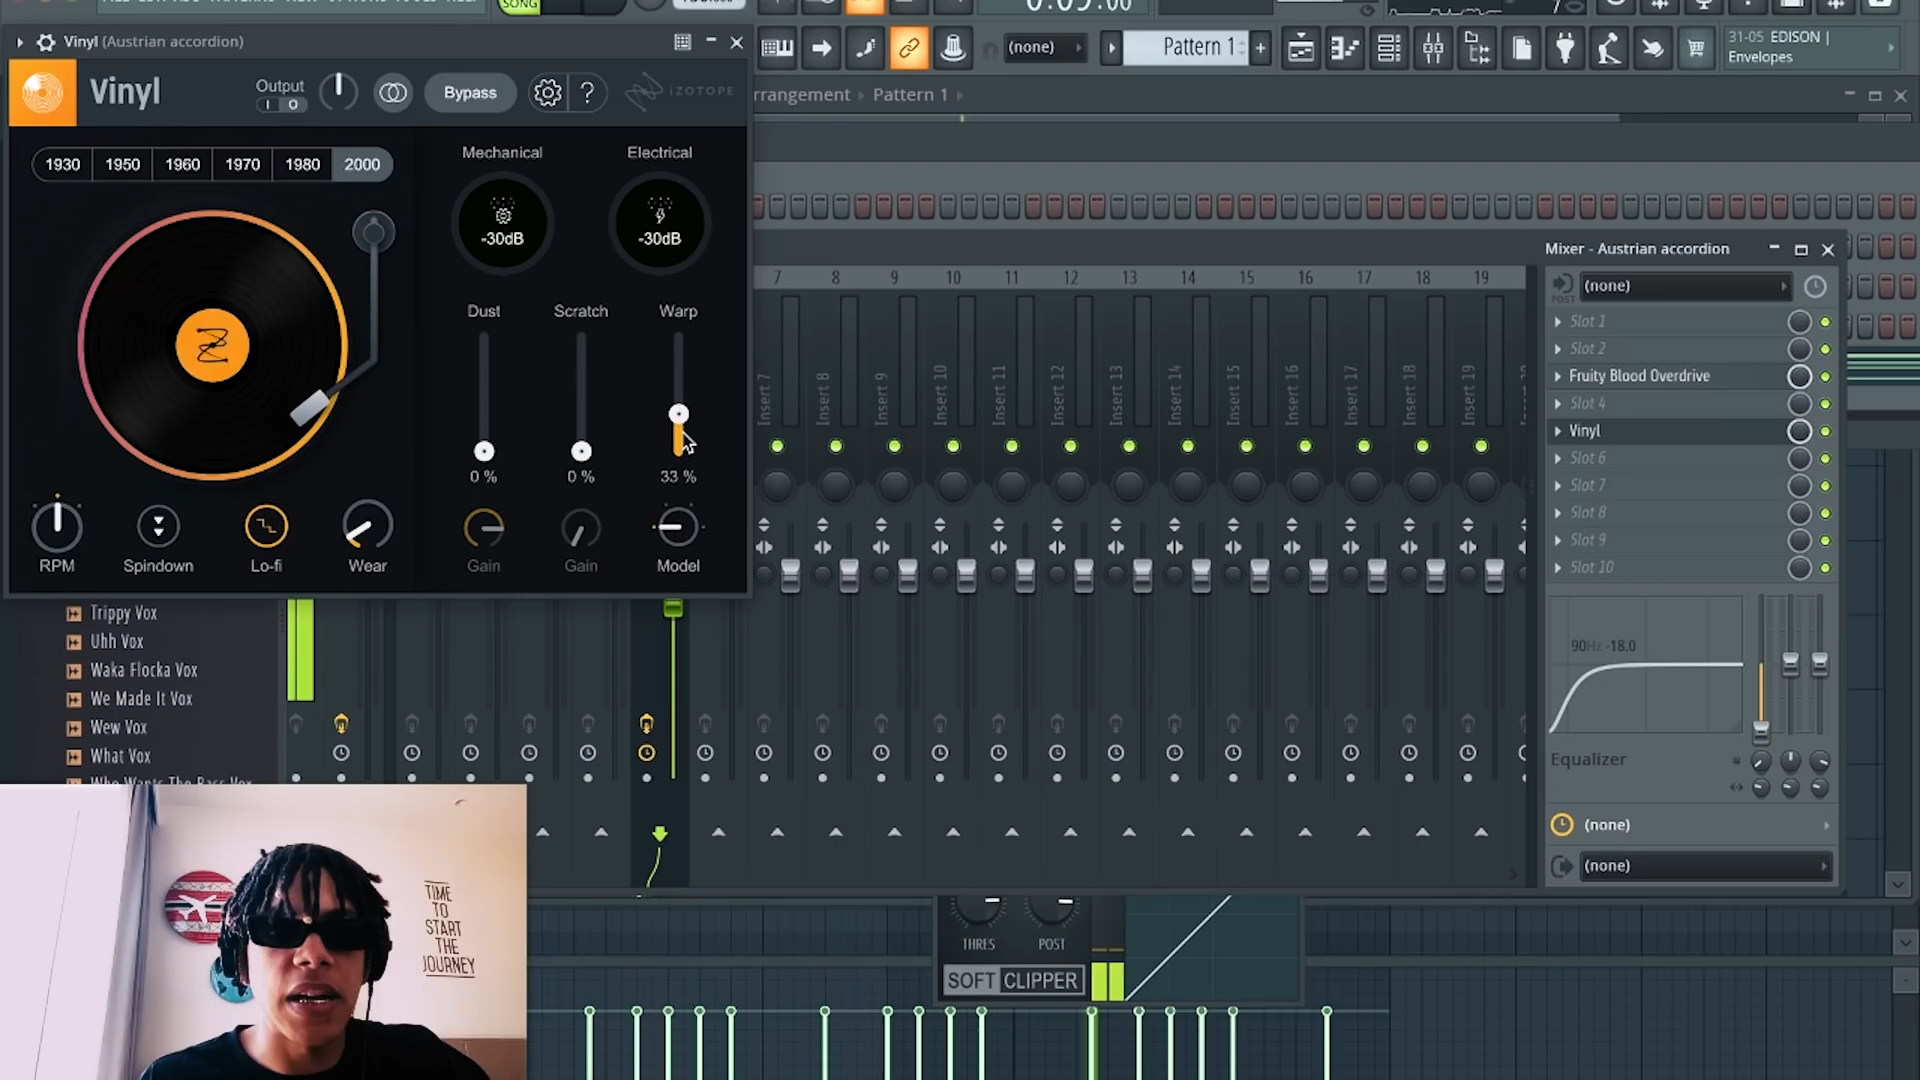 SONG
Vinyl (Austrian accordion)
(none)
Pattern 1
31-05 EDISON |
Envelopes
Vinyl
Output
I O
Bypass
?
iZOTOPE
rrangement › Pattern 1 ›
1930 1950 1960 1970 1980 2000
Mechanical
Electrical
-30dB
-30dB
Dust
Scratch
Warp
0 %
0 %
33 %
RPM
Spindown
Lo-fi
Wear
Gain
Gain
Model
7 8 9 10 11 12 13 14 15 16 17 18 19
Insert 7
Insert 8
Insert 9
Insert 10
Insert 11
Insert 12
Insert 13
Insert 14
Insert 15
Insert 16
Insert 17
Insert 18
Insert 19
Mixer - Austrian accordion
POST
(none)
Slot 1
Slot 2
Fruity Blood Overdrive
Slot 4
Vinyl
Slot 6
Slot 7
Slot 8
Slot 9
Slot 10
90Hz -18.0
Equalizer
(none)
(none)
Trippy Vox
Uhh Vox
Waka Flocka Vox
We Made It Vox
Wew Vox
What Vox
Who Wants The Bass Vox
THRES
POST
SOFT CLIPPER
TIME
TO
START
THE
JOURNEY